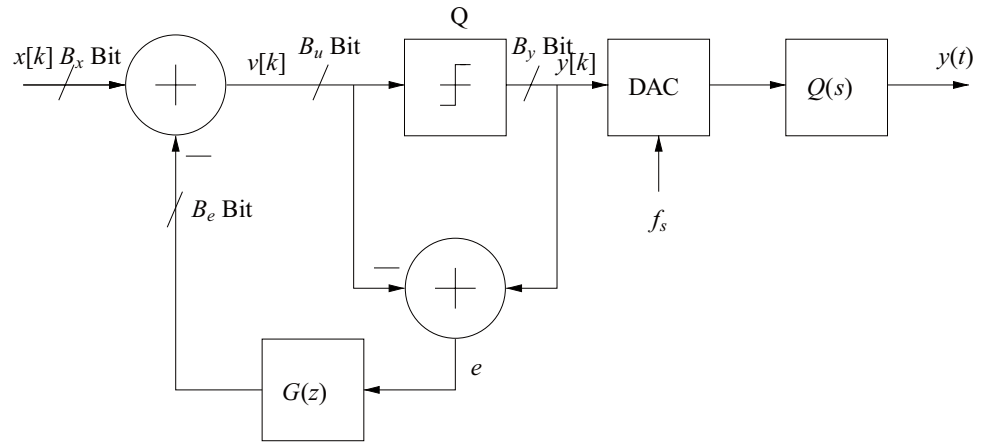 Q
x[k] B_x Bit
v[k]
B_u Bit
B_y Bit
y[k]
DAC
Q(s)
y(t)
f_s
B_e Bit
e
G(z)